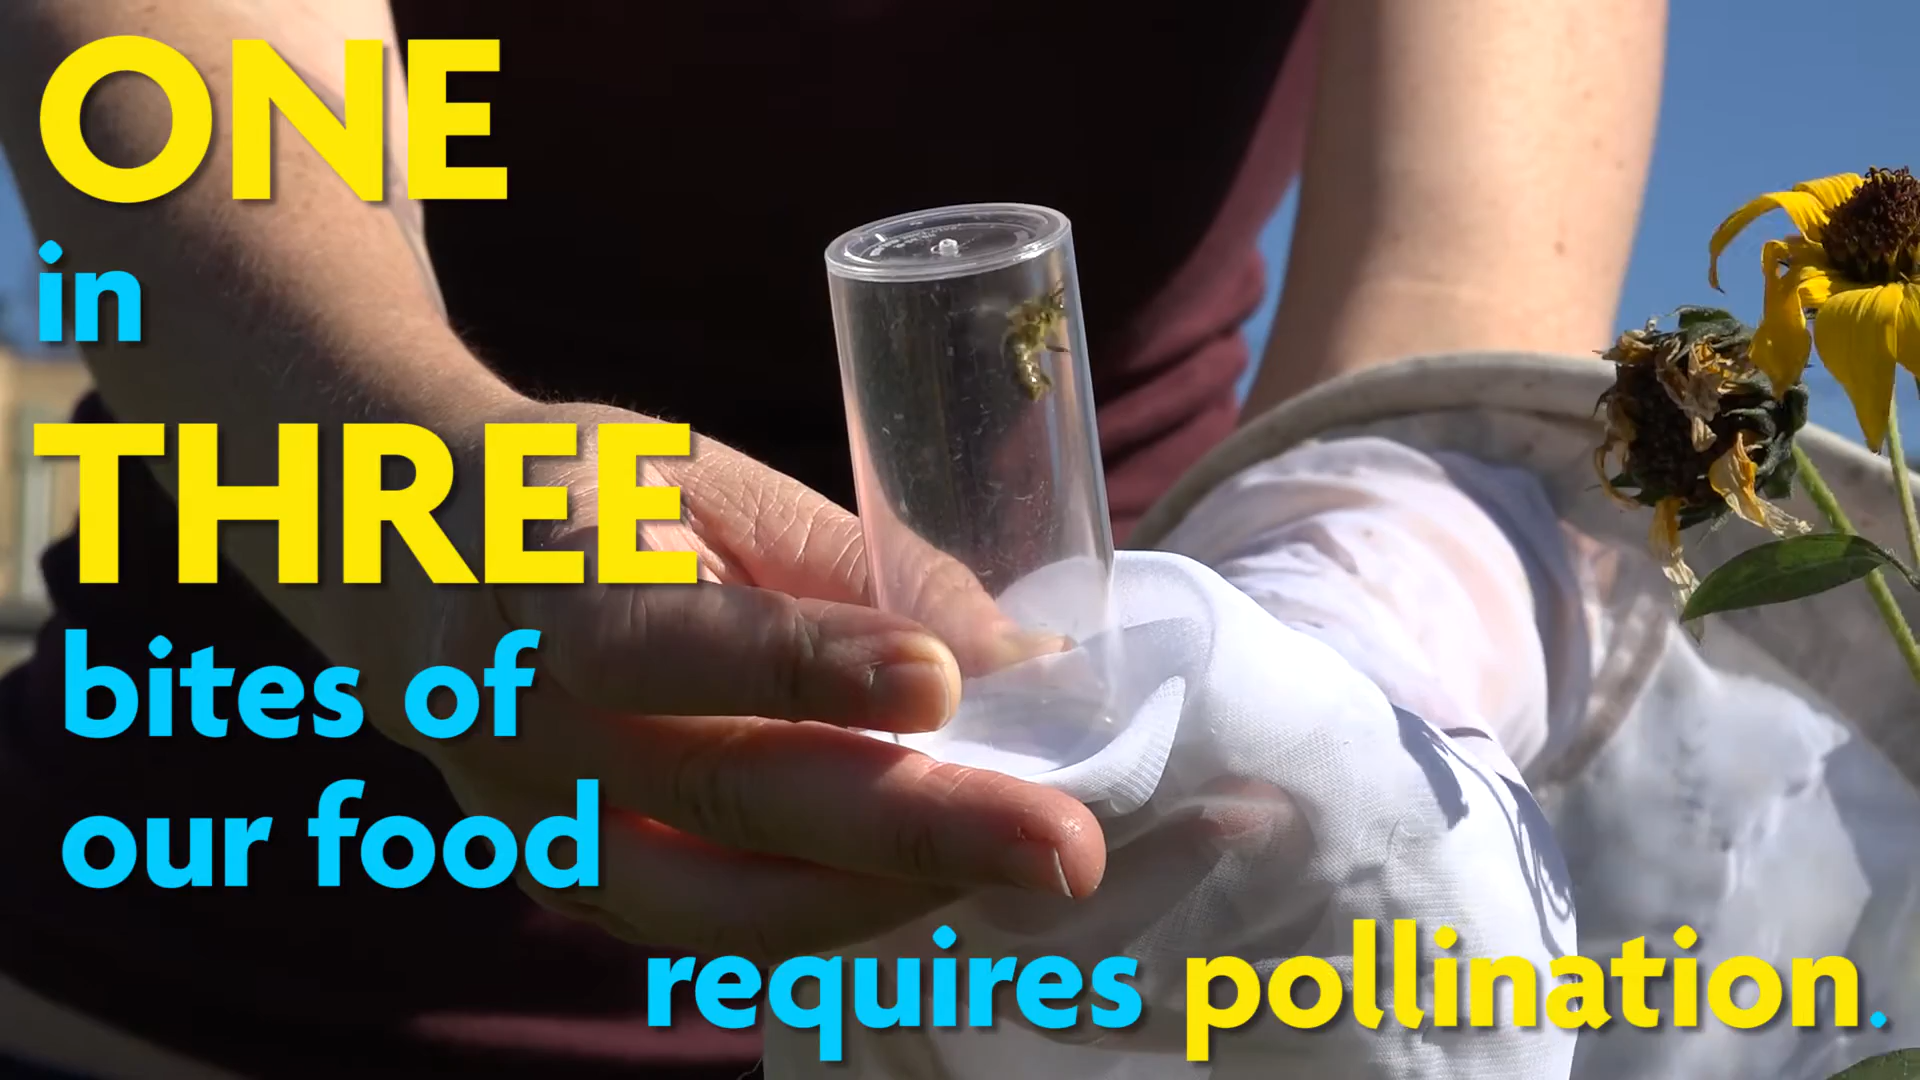 ONE
in
THREE
bites of
our food
requires pollination.